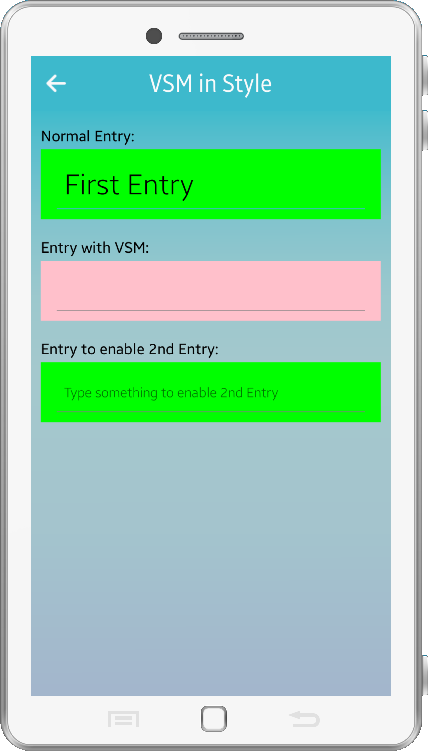 VSM in Style
Normal Entry:
First Entry
Entry with VSM:
Entry to enable 2nd Entry:
Type something to enable 2nd Entry